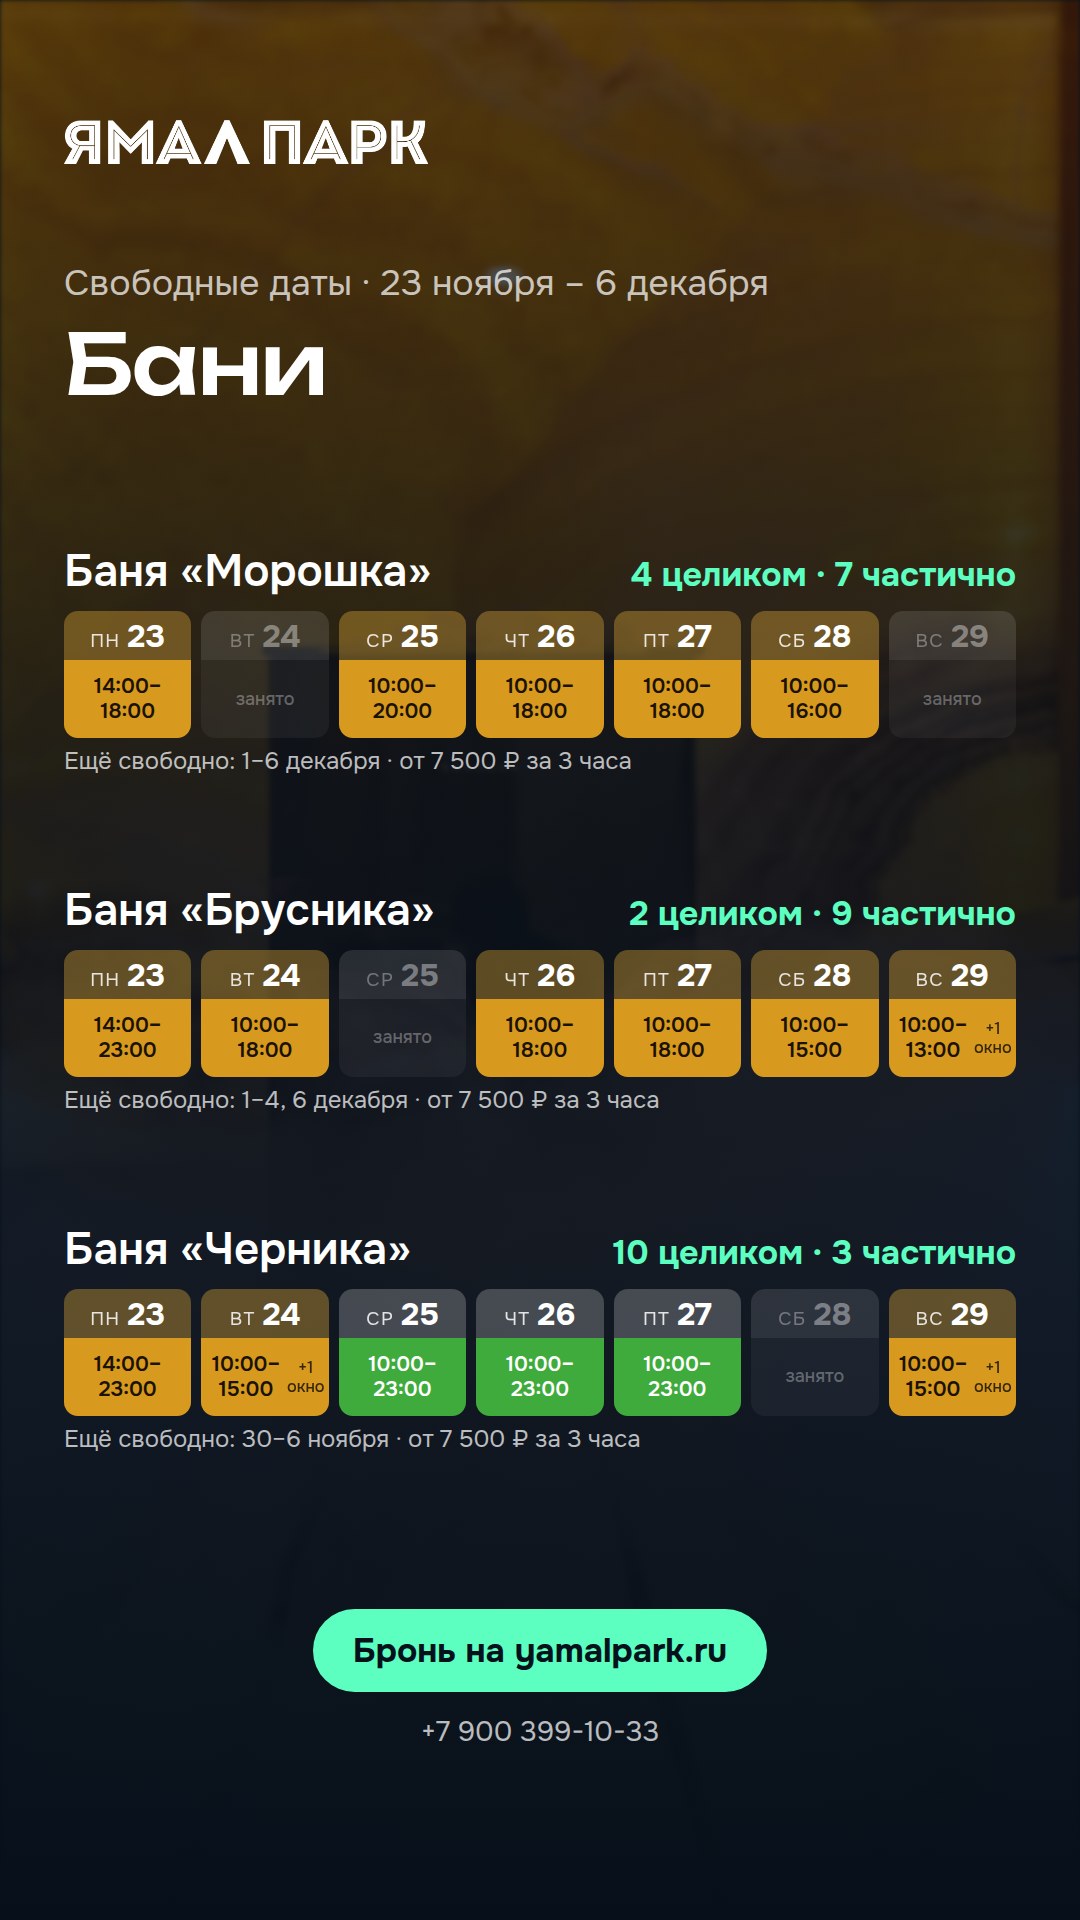 ЯМАЛ ПАРК
Свободные даты · 23 ноября – 6 декабря
Бани
Баня «Морошка»
4 целиком · 7 частично
ПН 23
ВТ 24
СР 25
ЧТ 26
ПТ 27
СБ 28
ВС 29
14:00–
18:00
занято
10:00–
20:00
10:00–
18:00
10:00–
18:00
10:00–
16:00
занято
Ещё свободно: 1–6 декабря · от 7 500 ₽ за 3 часа
Баня «Брусника»
2 целиком · 9 частично
ПН 23
ВТ 24
СР 25
ЧТ 26
ПТ 27
СБ 28
ВС 29
14:00–
23:00
10:00–
18:00
занято
10:00–
18:00
10:00–
18:00
10:00–
15:00
10:00–
13:00
+1
окно
Ещё свободно: 1–4, 6 декабря · от 7 500 ₽ за 3 часа
Баня «Черника»
10 целиком · 3 частично
ПН 23
ВТ 24
СР 25
ЧТ 26
ПТ 27
СБ 28
ВС 29
14:00–
23:00
10:00–
15:00
+1
окно
10:00–
23:00
10:00–
23:00
10:00–
23:00
занято
10:00–
15:00
+1
окно
Ещё свободно: 30–6 ноября · от 7 500 ₽ за 3 часа
Бронь на yamalpark.ru
+7 900 399-10-33